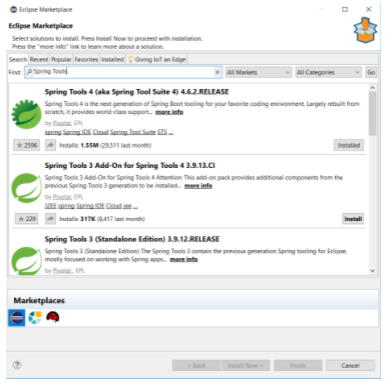 Eclipse Marketplace
Eclipse Marketplace
Select solutions to install. Press Install Now to proceed with installation.
Press the "more info" link to learn more about a solution.
Search Recent Popular Favorites Installed Giving IoT an Edge
Find: Spring Tools All Markets All Categories Go
Spring Tools 4 (aka Spring Tool Suite 4) 4.6.2.RELEASE
Spring Tools 4 is the next generation of Spring Boot tooling for your favorite coding environment. Largely rebuilt from
scratch, it provides world-class support... more info
by Pivotal, EPL
spring Spring IDE Cloud Spring Tool Suite STS ...
2596 Installs: 1.55M (29,511 last month) Installed
Spring Tools 3 Add-On for Spring Tools 4 3.9.13.CI
Spring Tools 3 Add-On for Spring Tools 4 Attention: This add-on pack provides additional components from the
previous Spring Tools 3 generation to be installed... more info
by Pivotal, EPL
J2EE spring Spring IDE Cloud jee ...
229 Installs: 317K (8,417 last month) Install
Spring Tools 3 (Standalone Edition) 3.9.12.RELEASE
Spring Tools 3 (Standalone Edition) The Spring Tools 3 contain the previous generation Spring tooling for Eclipse,
mostly focused on working with Spring apps... more info
by Pivotal, EPL
Marketplaces
< Back Install Now > Finish Cancel